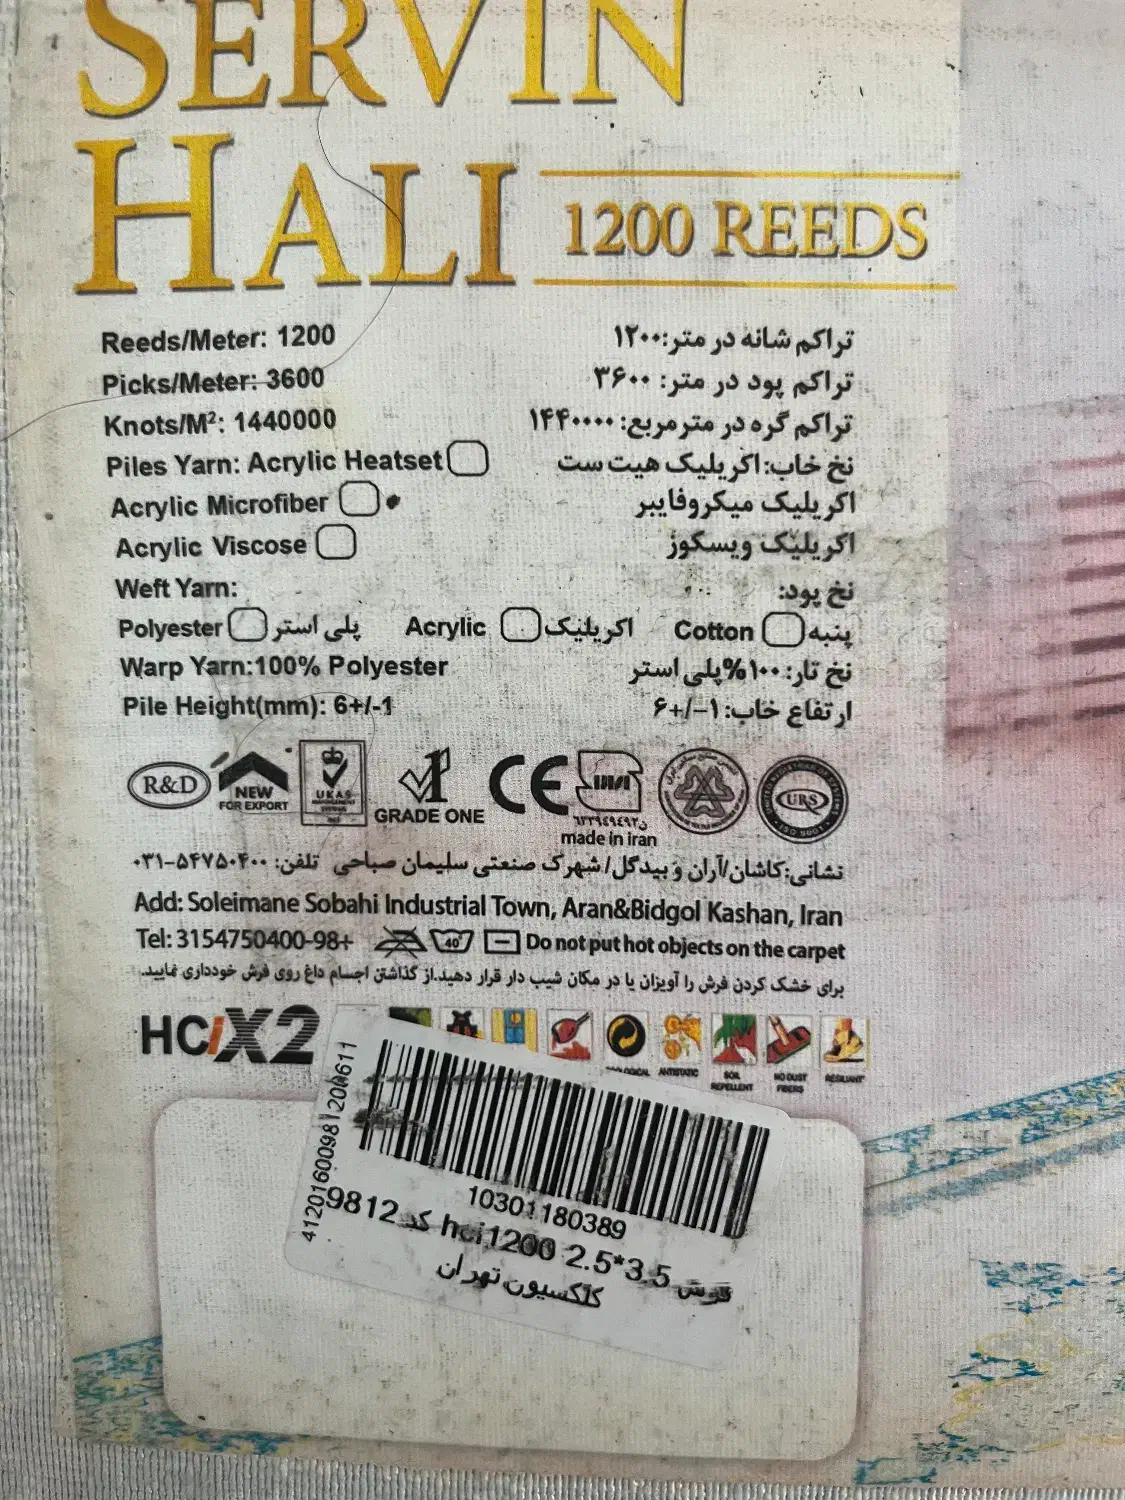 SERVIN
HALI 1200 REEDS
Reeds/Meter: 1200 تراکم شانه در متر:۱۲۰۰
Picks/Meter: 3600 تراکم پود در متر: ۳۶۰۰
Knots/M²: 1440000 تراکم گره در مترمربع: ۱۴۴۰۰۰۰
Piles Yarn: Acrylic Heatset نخ خاب: اکریلیک هیت ست
Acrylic Microfiber اکریلیک میکروفایبر
Acrylic Viscose اکریلیک ویسکوز
Weft Yarn: نخ پود:
Polyester پلی استر Acrylic اکریلیک Cotton پنبه
Warp Yarn:100% Polyester نخ تار: ۱۰۰%پلی استر
Pile Height(mm): 6+/-1 ارتفاع خاب: ۶+/-۱
R&D NEW FOR EXPORT UKAS GRADE ONE CE URS
made in iran
نشانی:کاشان/آران و بیدگل/ شهرک صنعتی سلیمان صباحی تلفن: ۰۳۱-۵۴۷۵۰۴۰۰
Add: Soleimane Sobahi Industrial Town, Aran&Bidgol Kashan, Iran
Tel: 3154750400-98+ 40 Do not put hot objects on the carpet
برای خشک کردن فرش را آویزان یا در مکان شیب دار قرار دهید.از گذاشتن اجسام داغ روی فرش خودداری نمایید.
HCiX2
ANTISTATIC SOIL REPELLENT NO DUST FIBERS RESILIANT
10301180389
فرش 3.5*2.5 hci1200 کد 9812
کلکسیون تهران